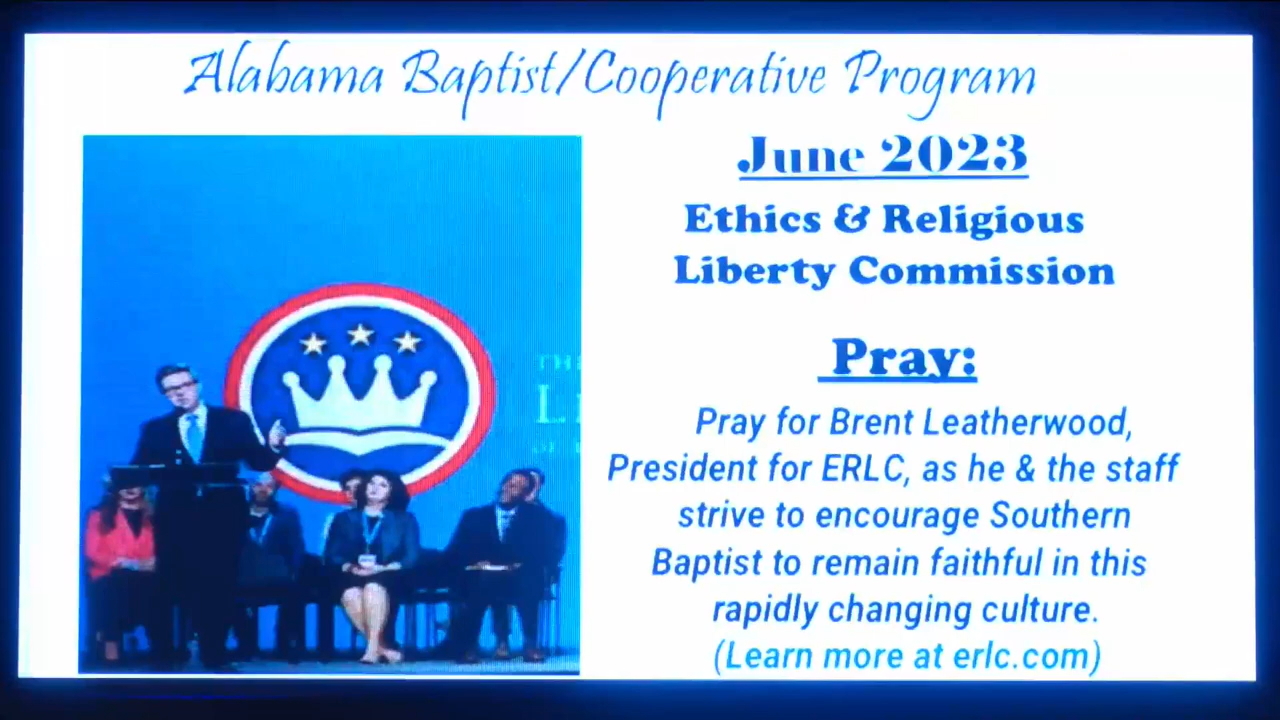 Alabama Baptist/Cooperative Program
June 2023
Ethics & Religious
Liberty Commission
Pray:
Pray for Brent Leatherwood,
President for ERLC, as he & the staff
strive to encourage Southern
Baptist to remain faithful in this
rapidly changing culture.
(Learn more at erlc.com)